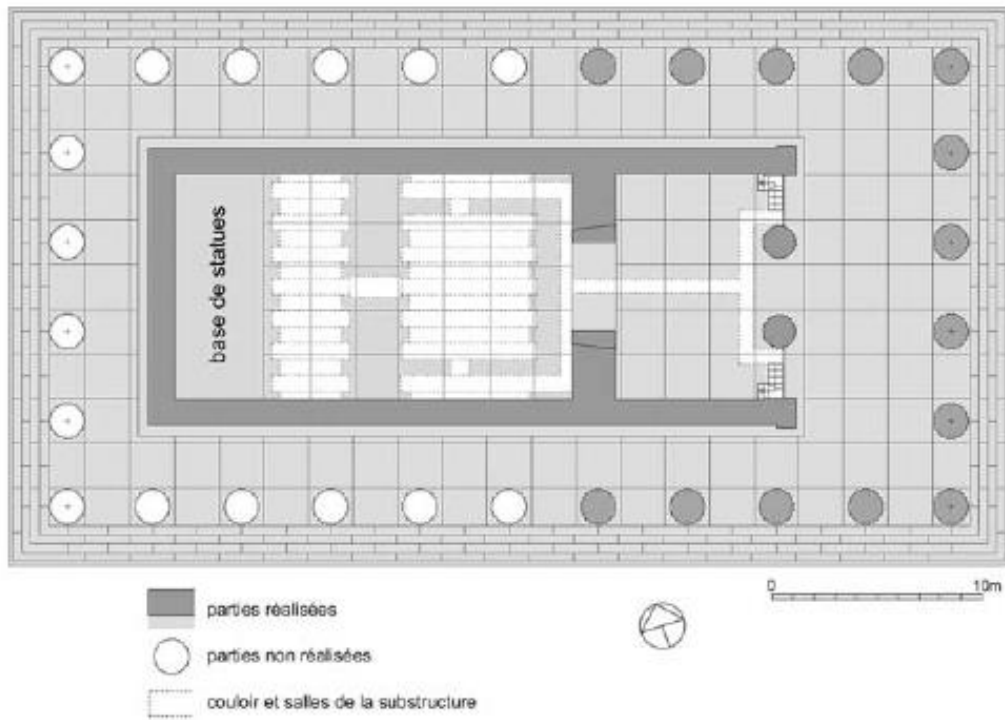 base de statues
0 10m
parties réalisées
parties non réalisées
couloir et salles de la substructure